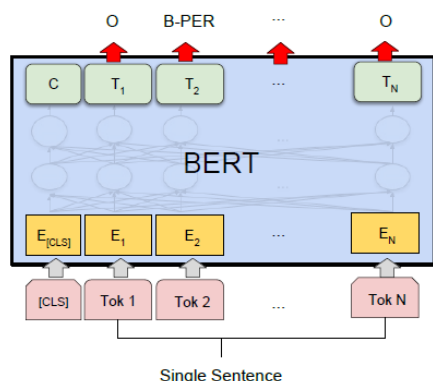 O B-PER ... O
C T1 T2 ... TN
...
BERT
...
E[CLS] E1 E2 ... EN
[CLS] Tok 1 Tok 2 ... Tok N
Single Sentence